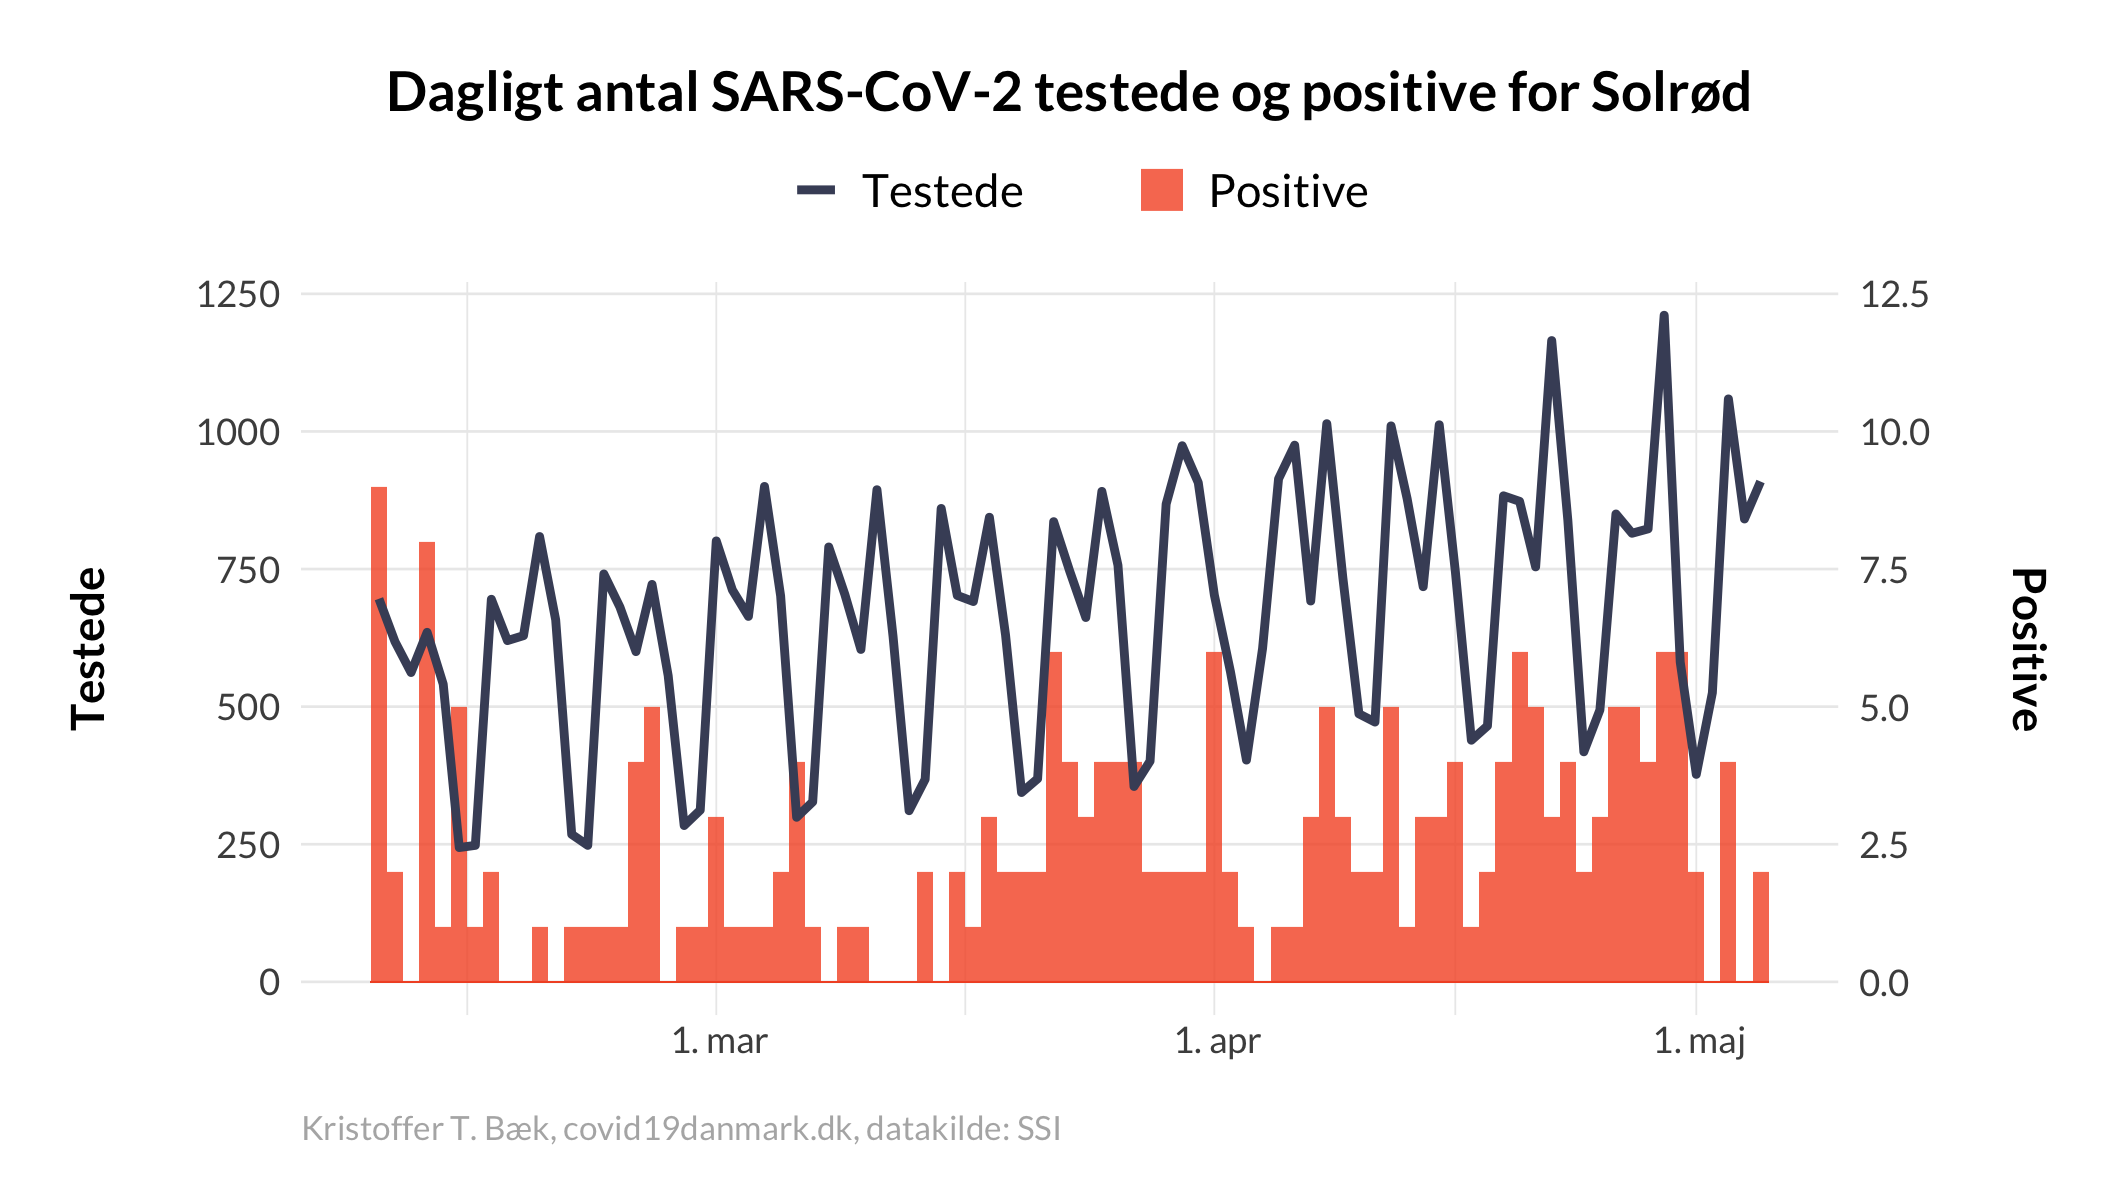 Dagligt antal SARS-CoV-2 testede og positive for Solrød
Testede Positive
1250 12.5
1000 10.0
750 7.5
500 5.0
250 2.5
0 0.0
Testede
Positive
1. mar 1. apr 1. maj
Kristoffer T. Bæk, covid19danmark.dk, datakilde: SSI